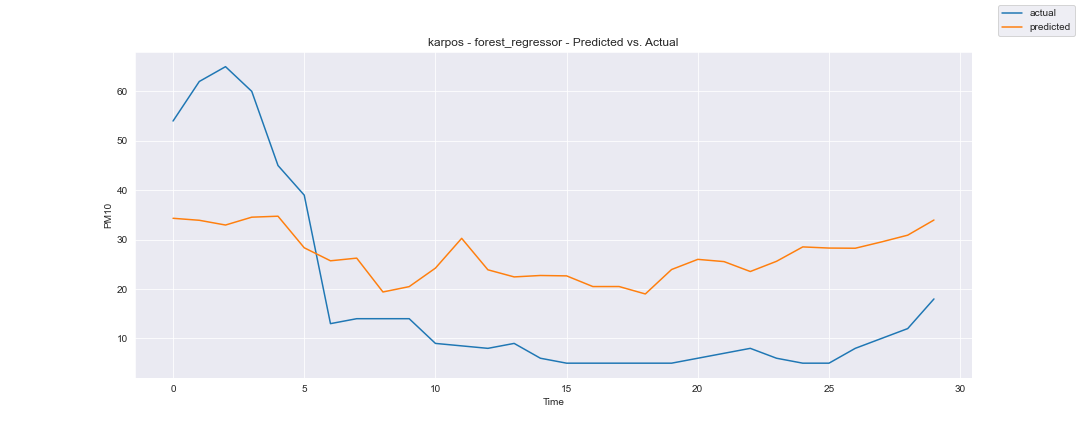 actual
predicted
karpos - forest_regressor - Predicted vs. Actual
60
50
40
30
20
10
PM10
0 5 10 15 20 25 30
Time